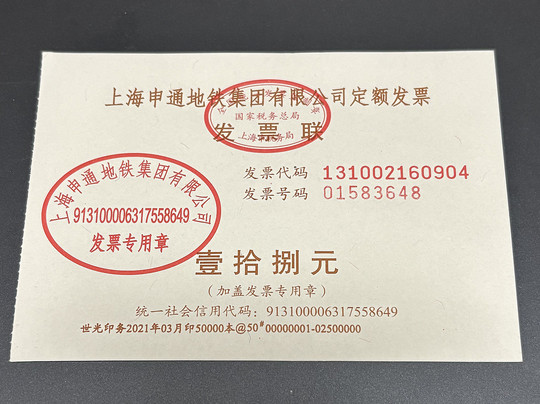 上海申通地铁集团有限公司定额发票
国家税务总局
发票联
上海市税务局
发票代码 131002160904
发票号码 01583648
上海申通地铁集团有限公司
913100006317558649
发票专用章
壹拾捌元
(加盖发票专用章)
统一社会信用代码：913100006317558649
世光印务2021年03月印50000本@50#00000001-02500000